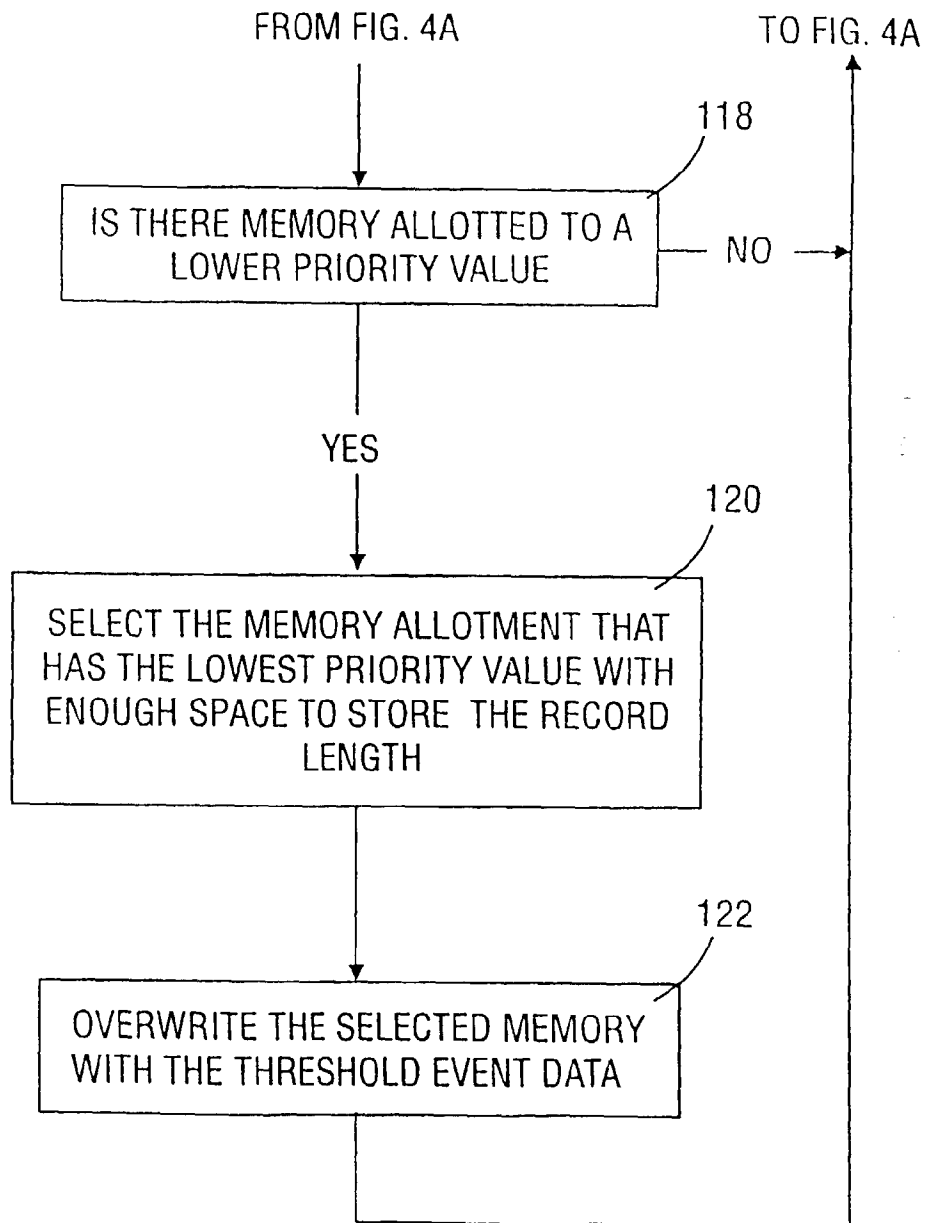 FROM FIG. 4A
TO FIG. 4A
118
IS THERE MEMORY ALLOTTED TO A
LOWER PRIORITY VALUE
NO
YES
120
SELECT THE MEMORY ALLOTMENT THAT
HAS THE LOWEST PRIORITY VALUE WITH
ENOUGH SPACE TO STORE THE RECORD
LENGTH
122
OVERWRITE THE SELECTED MEMORY
WITH THE THRESHOLD EVENT DATA